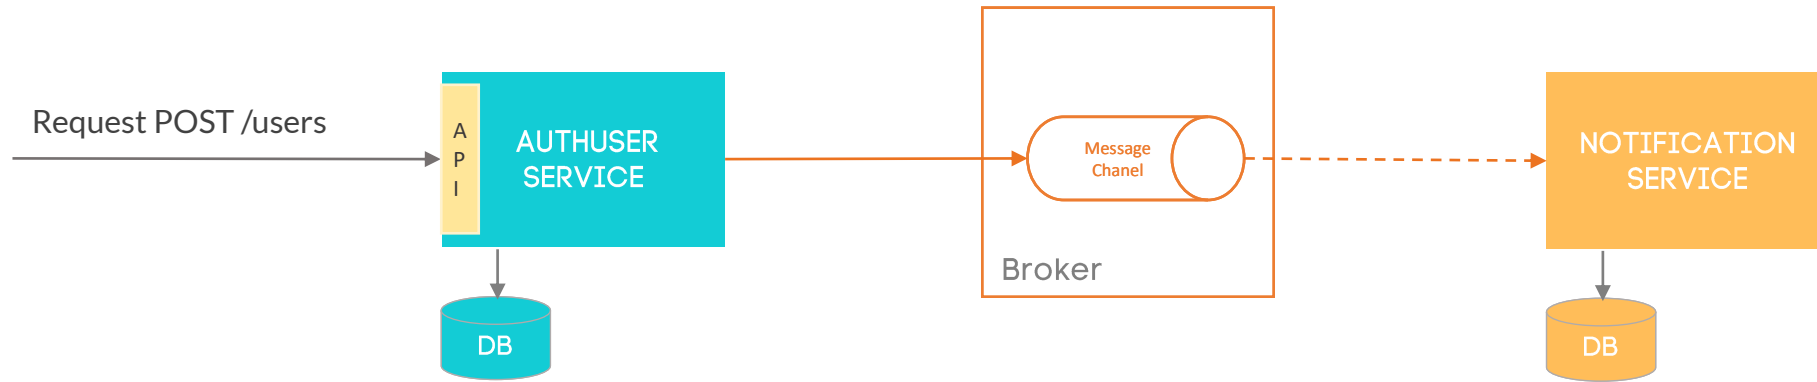 Request POST /users
A
P
I
AUTHUSER
SERVICE
DB
Message
Chanel
Broker
NOTIFICATION
SERVICE
DB